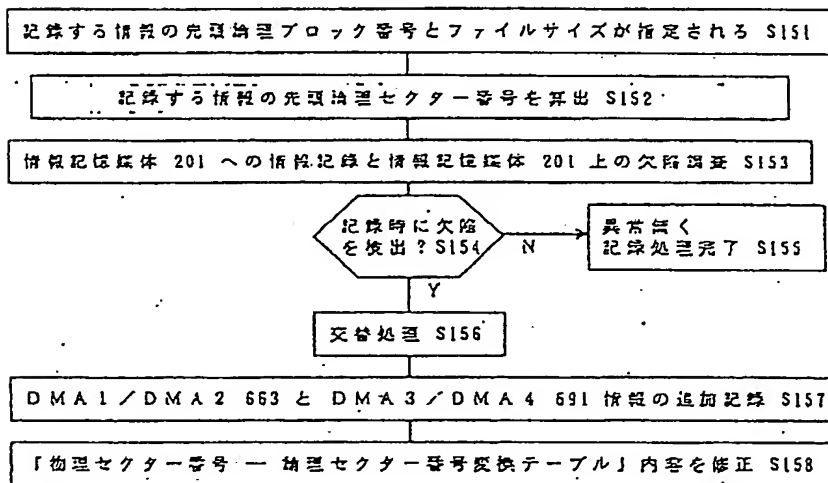 記録する情報の先頭論理ブロック番号とファイルサイズが指定される S151
記録する情報の先頭論理セクター番号を算出 S152
情報記憶媒体 201 への情報記録と情報記憶媒体 201 上の欠陥調査 S153
記録時に欠陥
を検出?S154
N
異常無く
記録処理完了 S155
Y
交替処理 S156
DMA1/DMA2 663 と DMA3/DMA4 691 情報の追加記録 S157
「物理セクター番号 — 論理セクター番号変換テーブル」内容を修正 S158